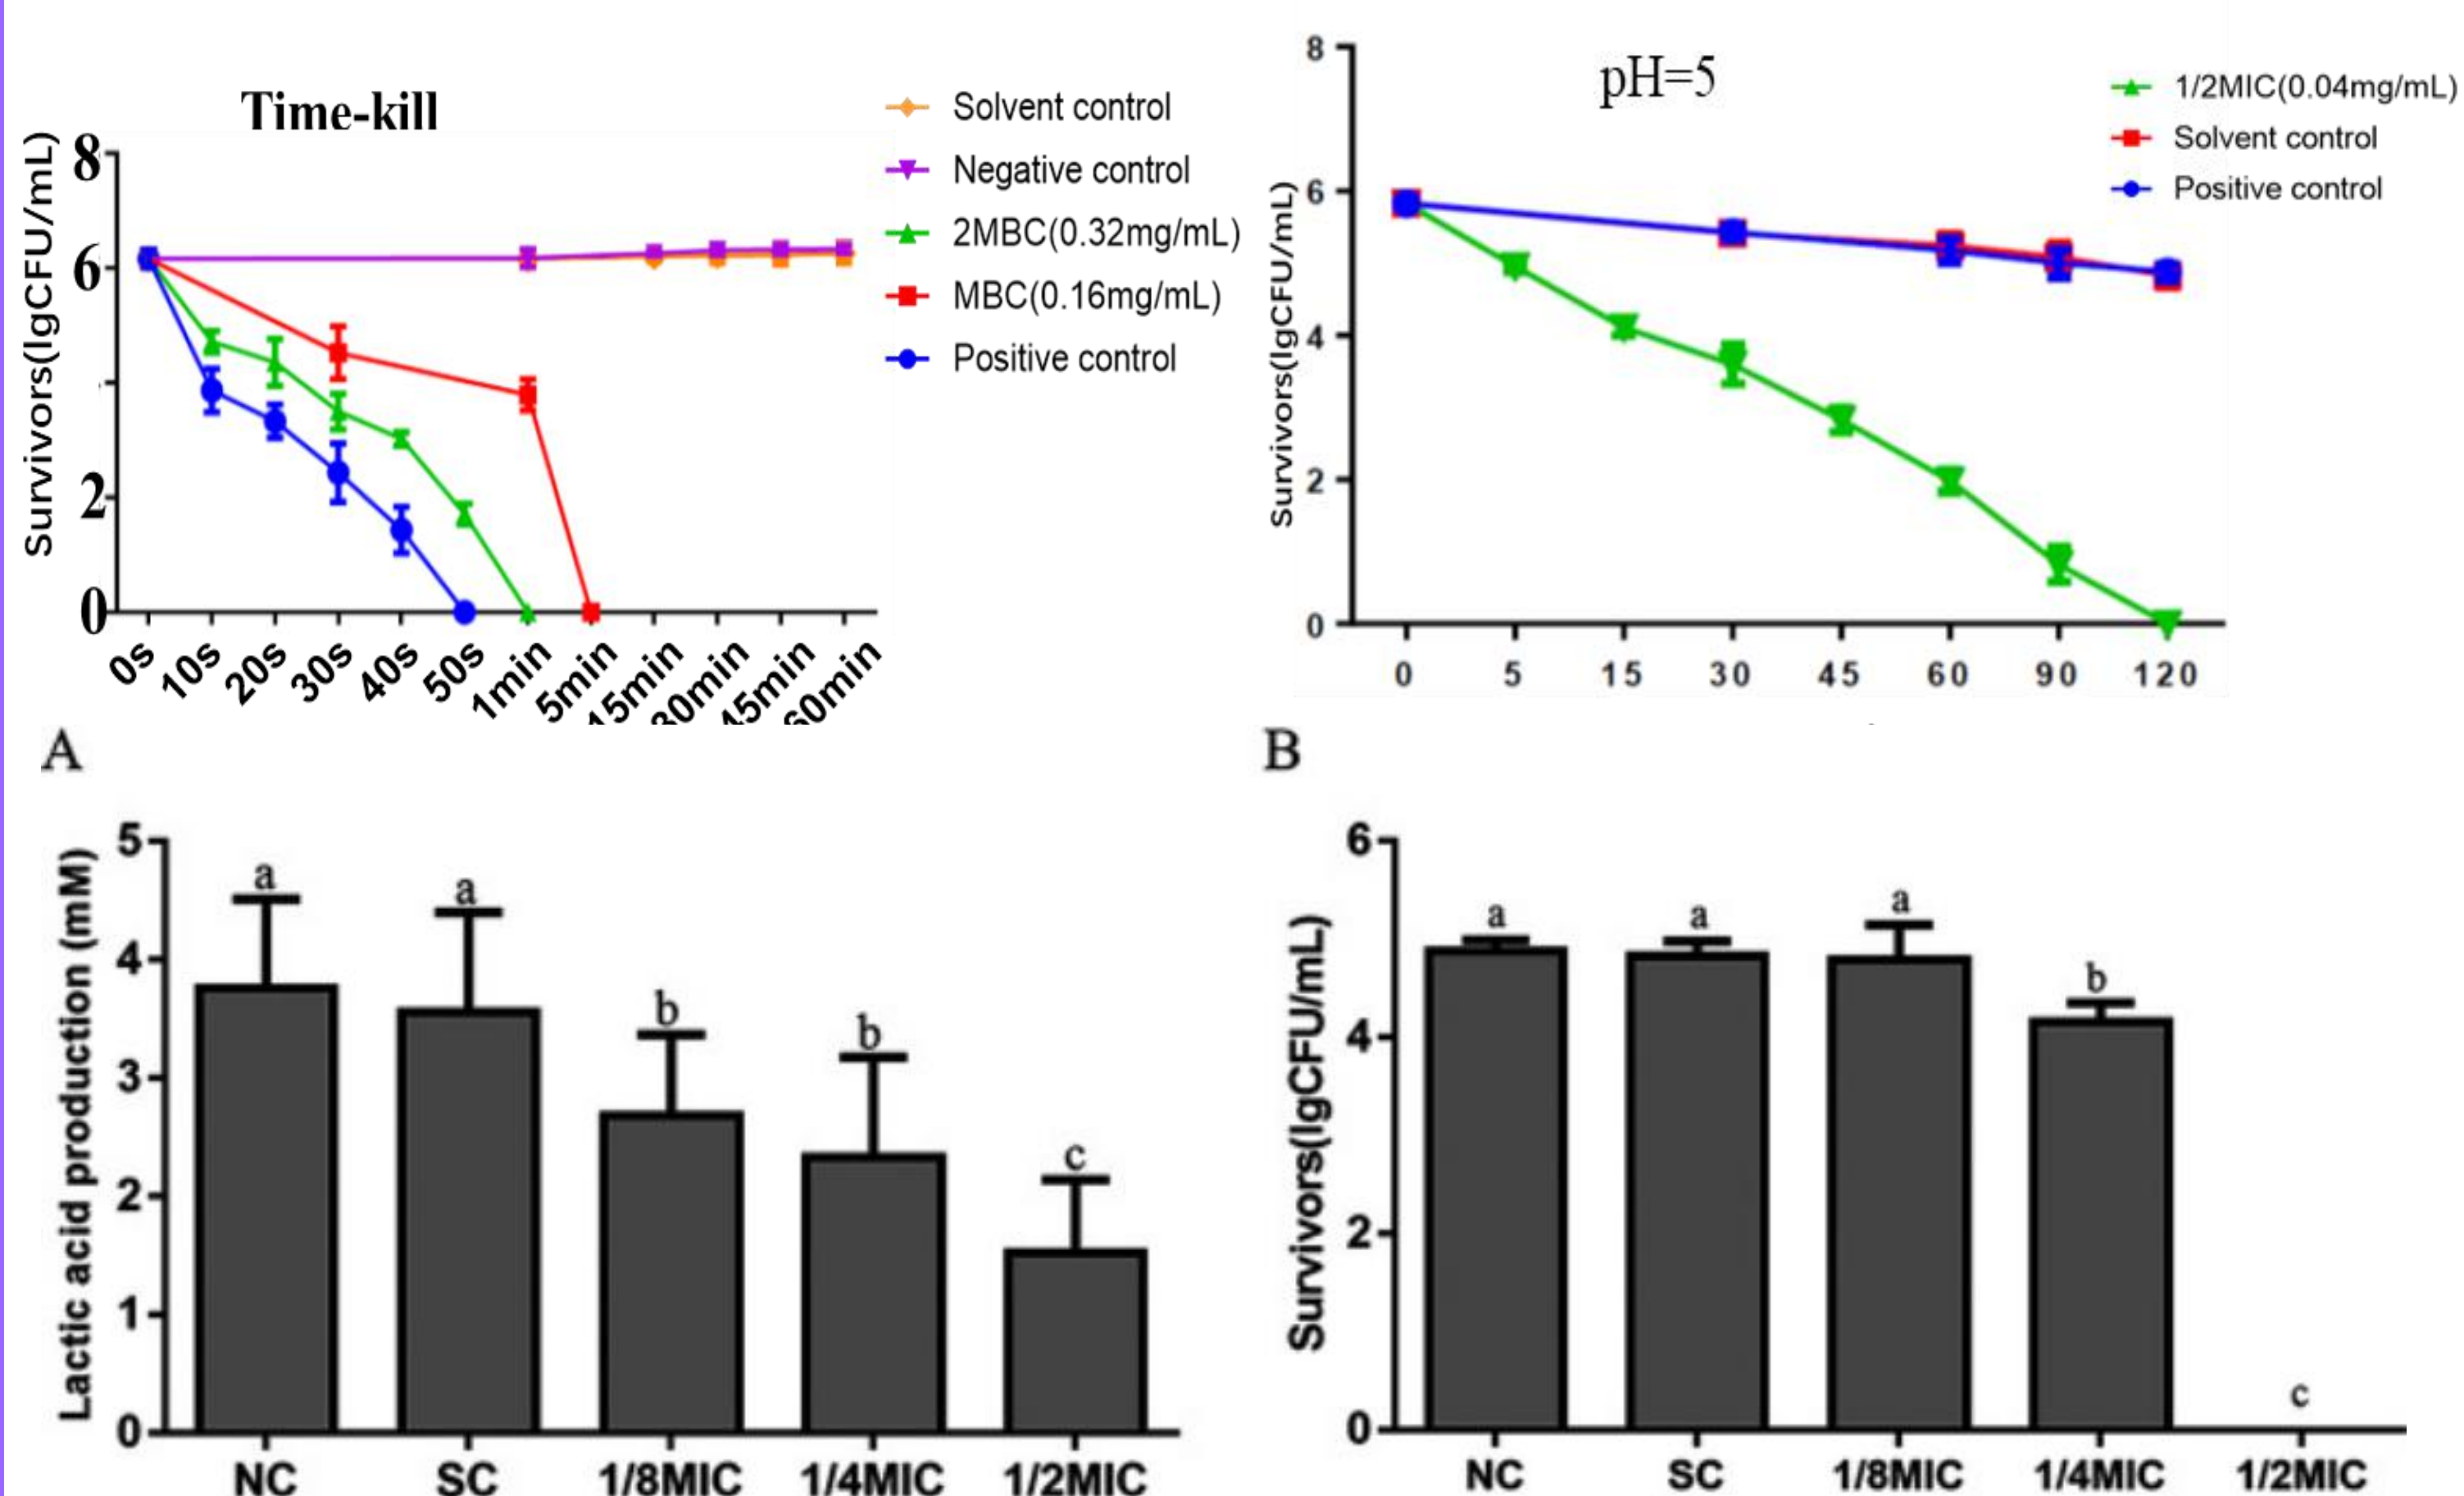 Time-kill
Survivors(lgCFU/mL)
8
6
2
0
0s
10s
20s
30s
40s
50s
1min
5min
15min
30min
45min
60min
Solvent control
Negative control
2MBC(0.32mg/mL)
MBC(0.16mg/mL)
Positive control
pH=5
Survivors(lgCFU/mL)
8
6
4
2
0
0 5 15 30 45 60 90 120
1/2MIC(0.04mg/mL)
Solvent control
Positive control
A
Lactic acid production (mM)
5
4
3
2
1
0
a
a
b
b
c
NC SC 1/8MIC 1/4MIC 1/2MIC
B
Survivors(lgCFU/mL)
6
4
2
0
a
a
a
b
c
NC SC 1/8MIC 1/4MIC 1/2MIC